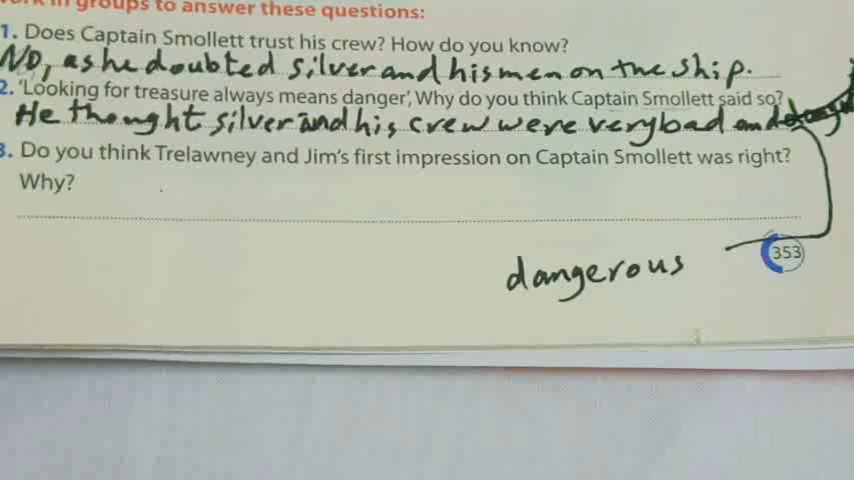 in groups to answer these questions:
1. Does Captain Smollett trust his crew? How do you know?
No, as he doubted silver and his men on the ship.
2. 'Looking for treasure always means danger', Why do you think Captain Smollett said so?
He thought silver and his crew were very bad and
3. Do you think Trelawney and Jim's first impression on Captain Smollett was right?
Why?
353
dangerous